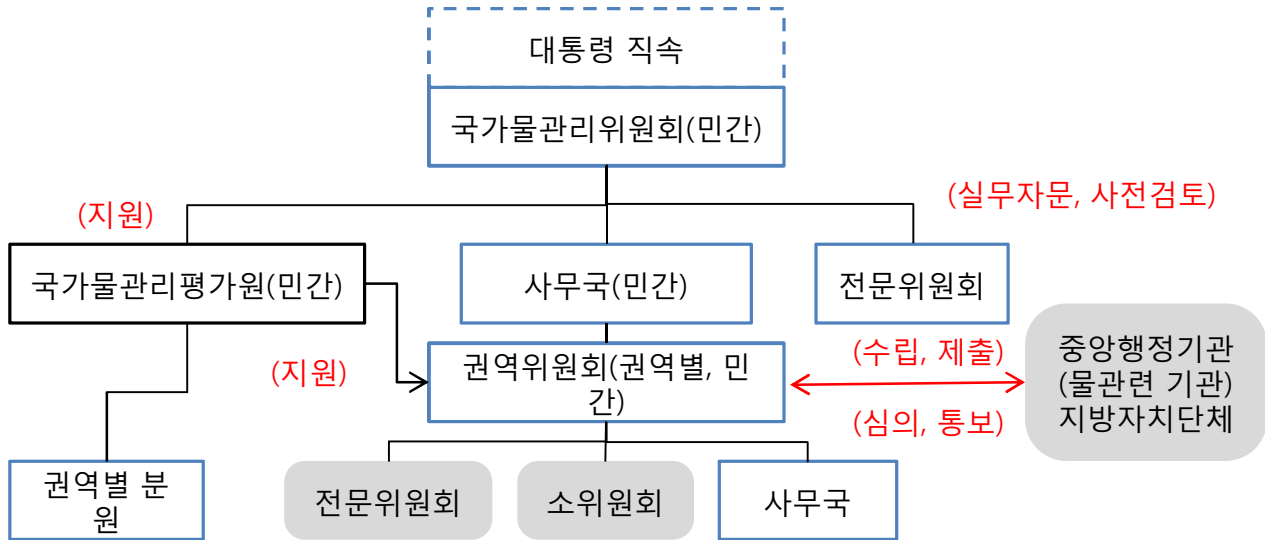 대통령 직속
국가물관리위원회(민간)
(지원)
(실무자문, 사전검토)
국가물관리평가원(민간)
사무국(민간)
전문위원회
(지원)
권역위원회(권역별, 민
간)
(수립, 제출)
(심의, 통보)
중앙행정기관
(물관련 기관)
지방자치단체
권역별 분
원
전문위원회
소위원회
사무국